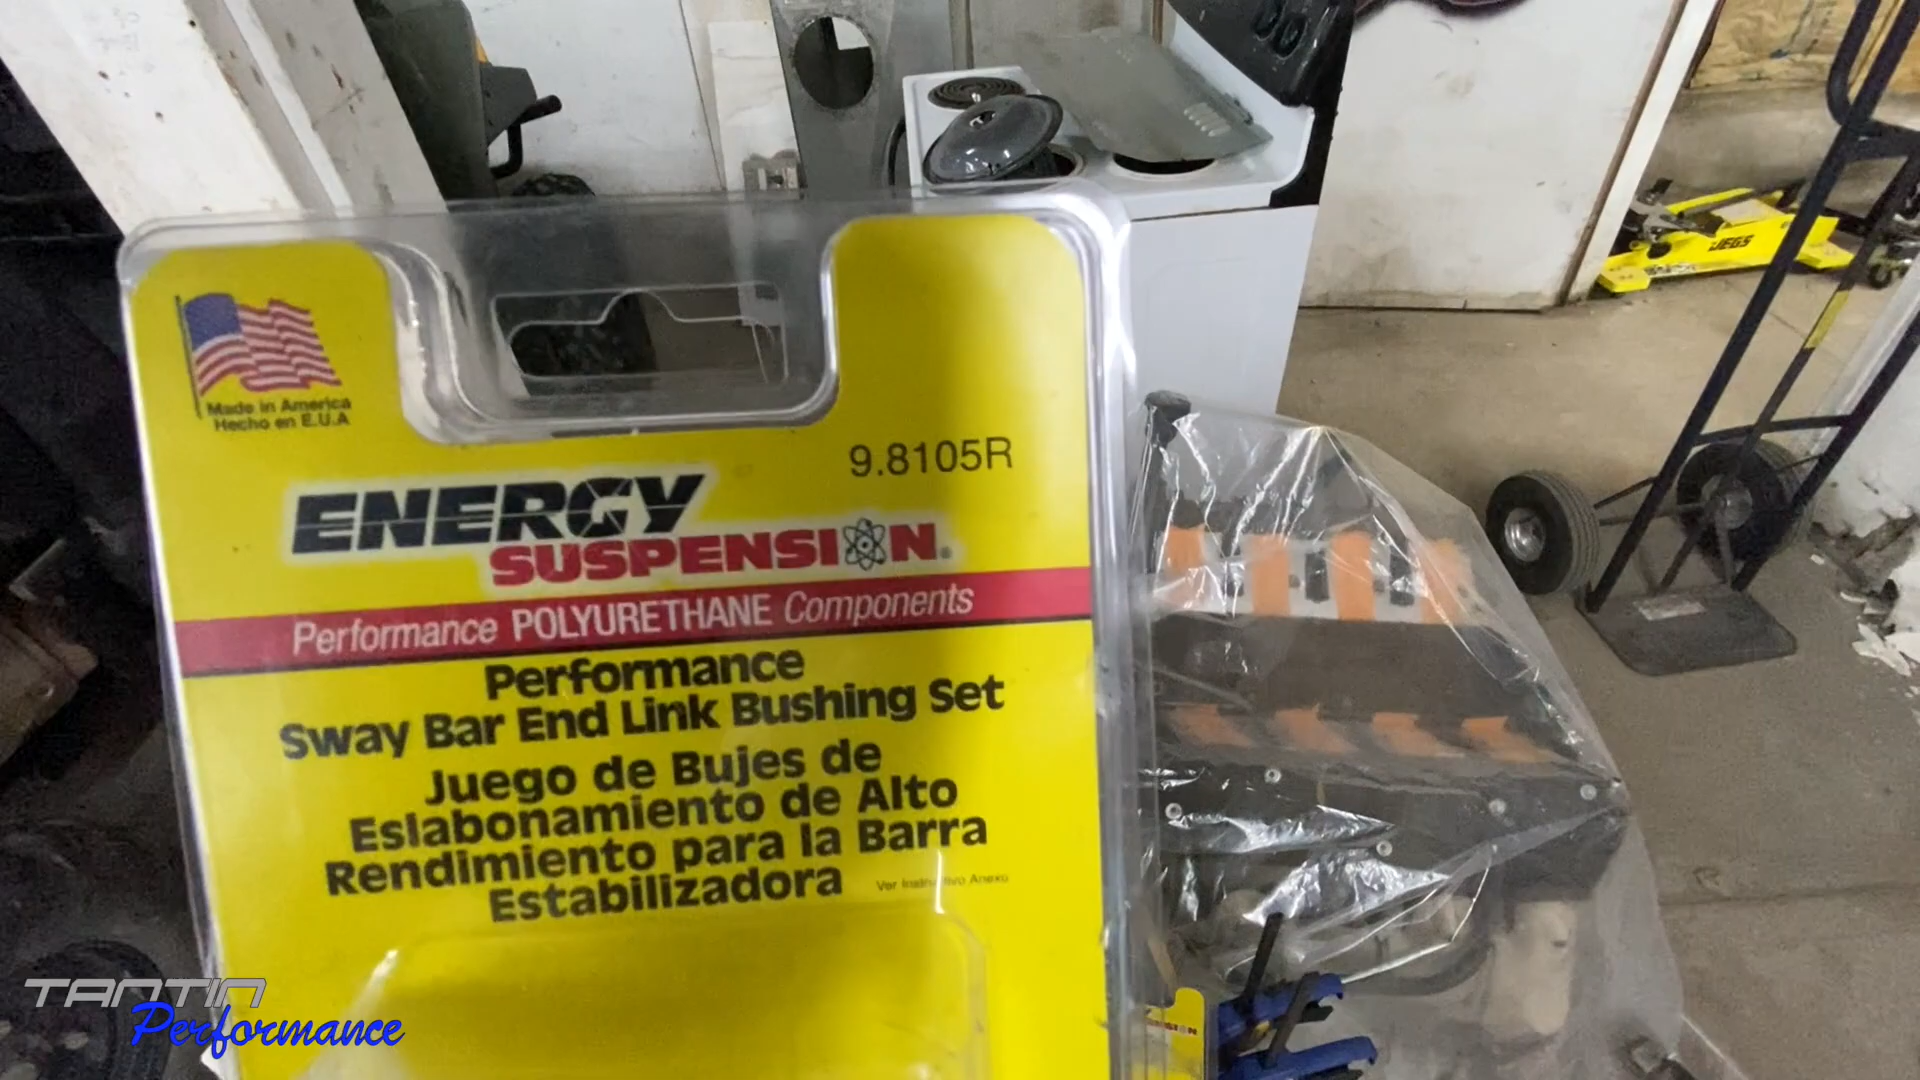 JEGS
Made in America
Hecho en E.U.A
9.8105R
ENERGY
SUSPENSION®
Performance POLYURETHANE Components
Performance
Sway Bar End Link Bushing Set
Juego de Bujes de
Eslabonamiento de Alto
Rendimiento para la Barra
Estabilizadora
Ver Instructivo Anexo
TANTIN
Performance